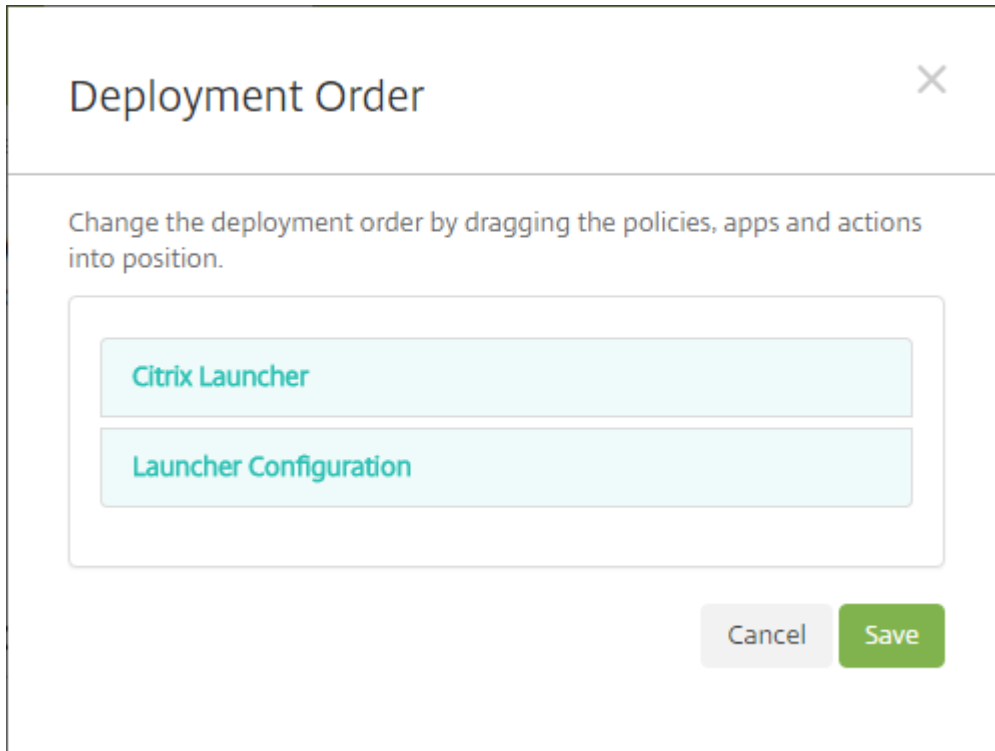 Deployment Order
Change the deployment order by dragging the policies, apps and actions
into position.
Citrix Launcher
Launcher Configuration
Cancel
Save